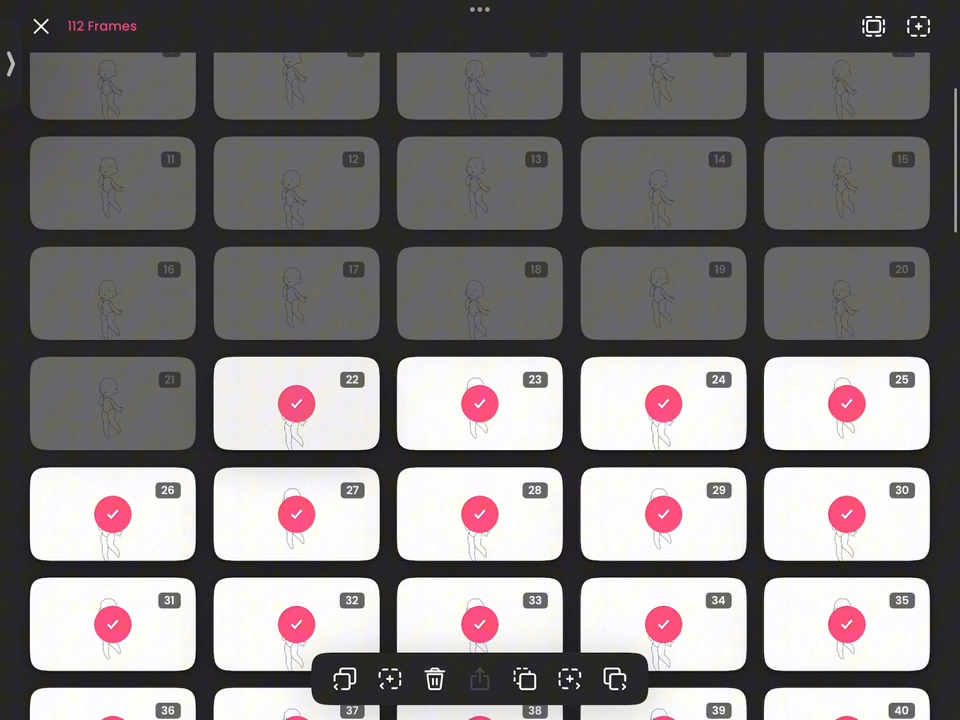 112 Frames
11 12 13 14 15
16 17 18 19 20
21 22 23 24 25
26 27 28 29 30
31 32 33 34 35
36 37 38 39 40